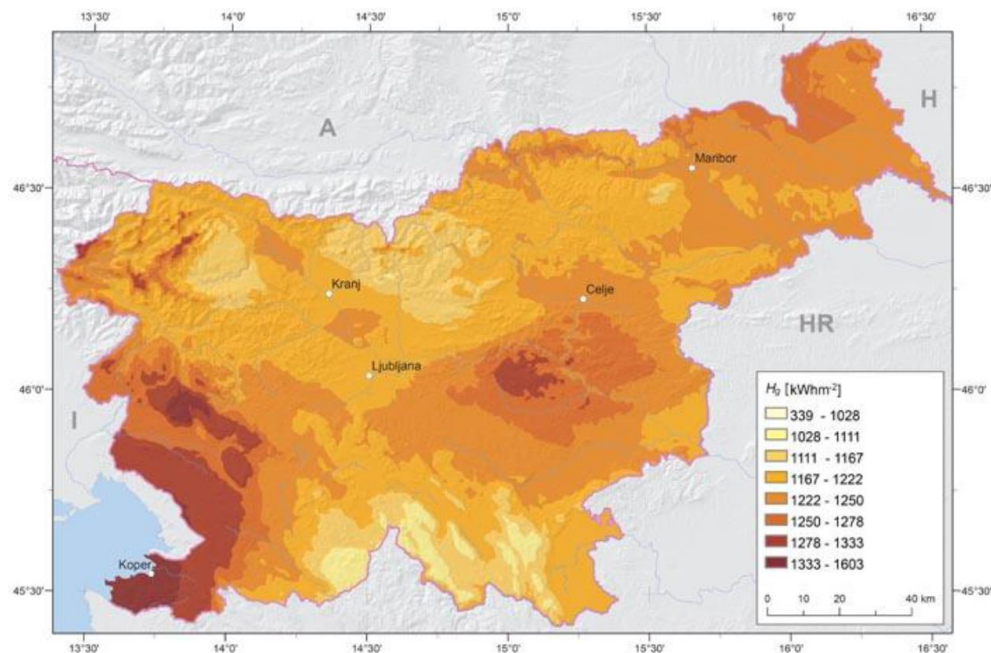 13°30' 14°0' 14°30' 15°0' 15°30' 16°0' 16°30'
A
H
Maribor
46°30' 46°30'
Kranj
Celje
HR
Ljubljana
46°0' 46°0'
I
Hg [kWhm-2]
339 - 1028
1028 - 1111
1111 - 1167
1167 - 1222
1222 - 1250
1250 - 1278
1278 - 1333
1333 - 1603
Koper
45°30' 45°30'
0 20 40 km
13°30' 14°0' 14°30' 15°0' 15°30' 16°0' 16°30'